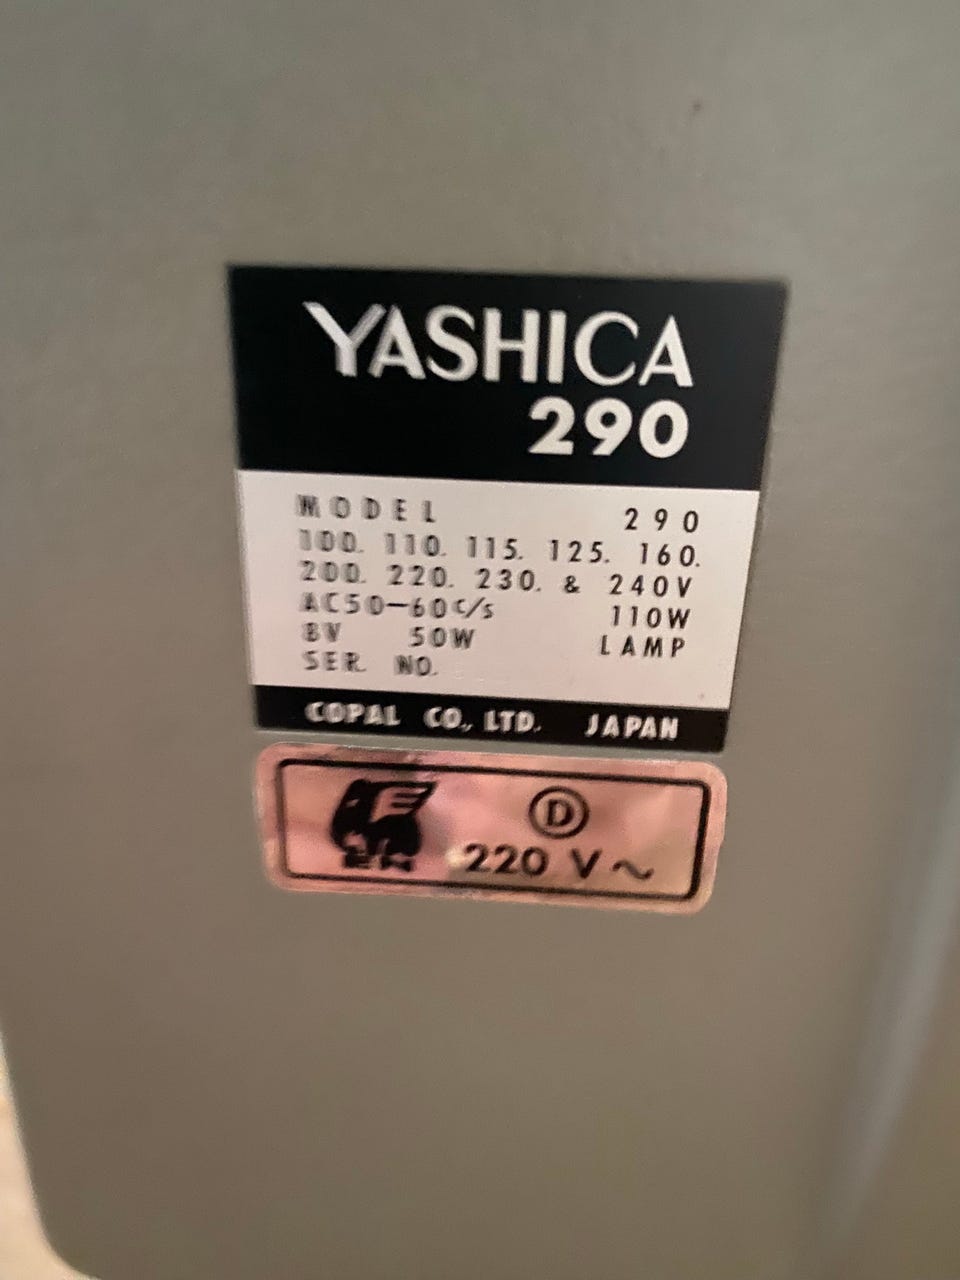 YASHICA
290
MODEL 290
100. 110. 115. 125. 160.
200. 220. 230. & 240V
AC50-60c/s 110W
8V 50W LAMP
SER. NO.
COPAL CO., LTD. JAPAN
D
220 V ~